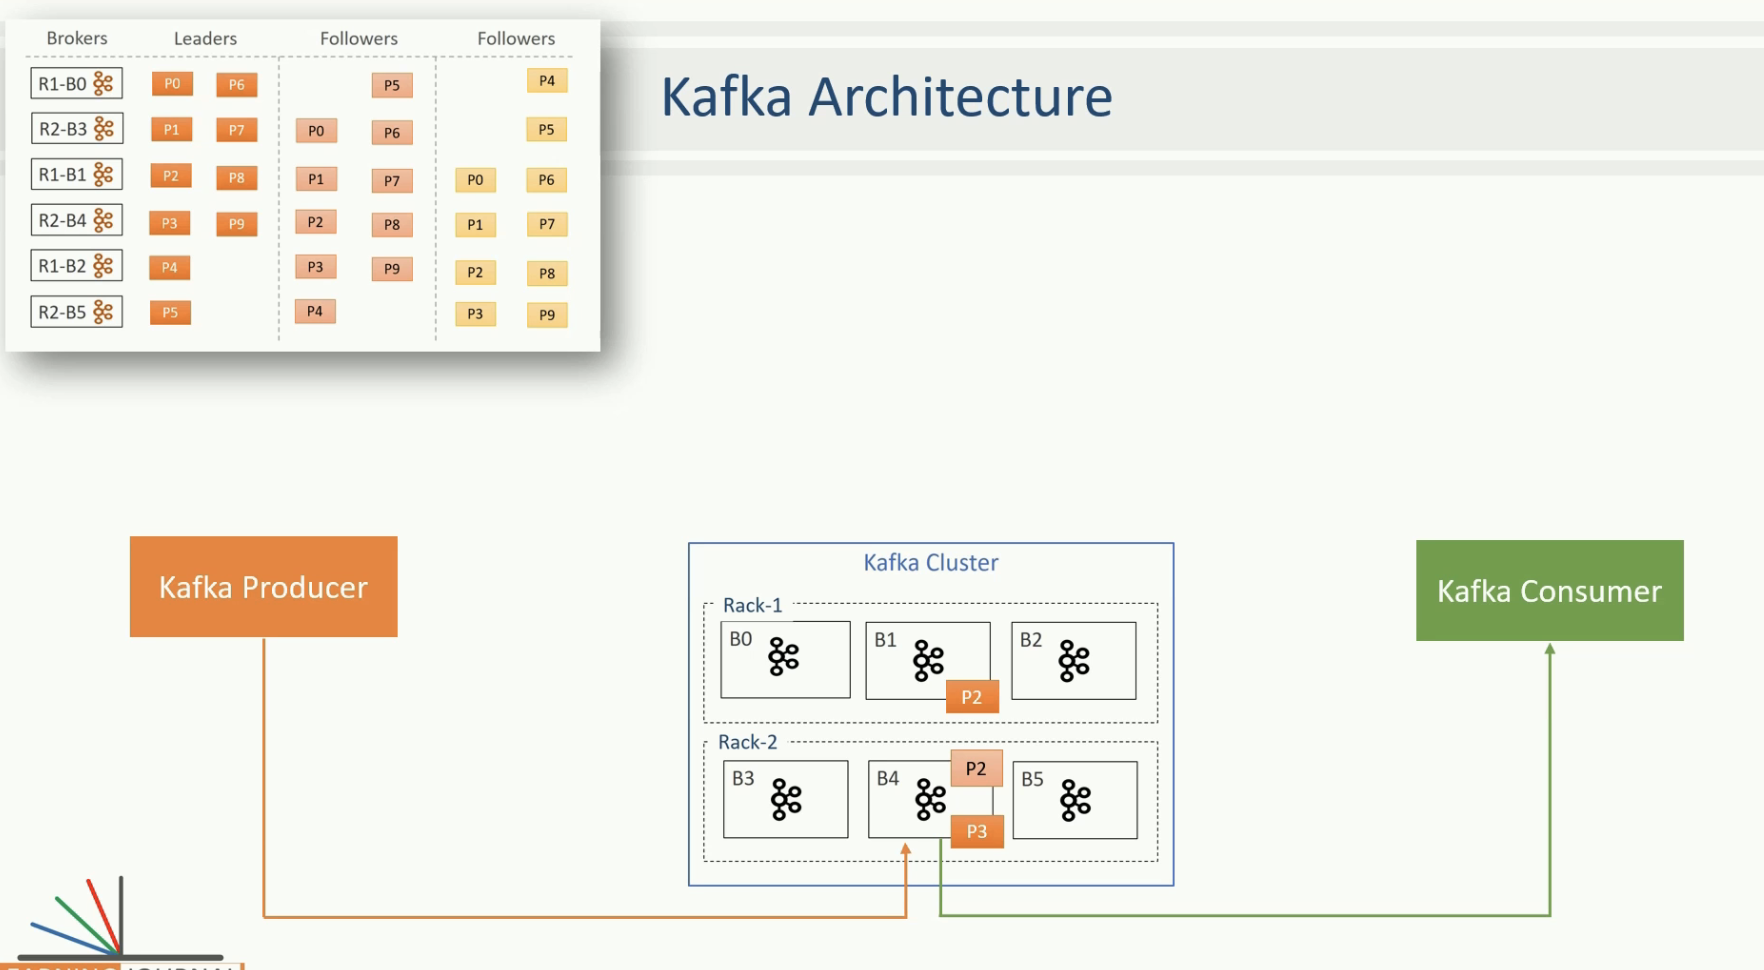 Brokers Leaders Followers Followers
R1-B0 P0 P6 P5 P4
R2-B3 P1 P7 P0 P6 P5
R1-B1 P2 P8 P1 P7 P0 P6
R2-B4 P3 P9 P2 P8 P1 P7
R1-B2 P4 P3 P9 P2 P8
R2-B5 P5 P4 P3 P9
Kafka Architecture
Kafka Producer
Kafka Cluster
Rack-1
B0 B1 B2
P2
Rack-2
P2
B3 B4 B5
P3
Kafka Consumer